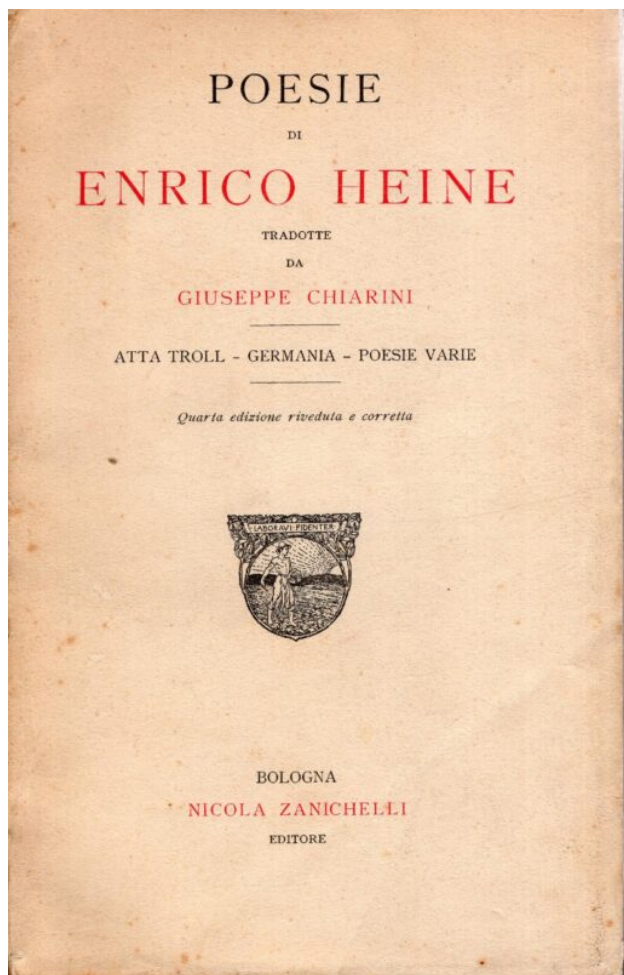 POESIE
DI
ENRICO HEINE
TRADOTTE
DA
GIUSEPPE CHIARINI
ATTA TROLL - GERMANIA - POESIE VARIE
Quarta edizione riveduta e corretta
LABORAVI FIDENTER
BOLOGNA
NICOLA ZANICHELLI
EDITORE